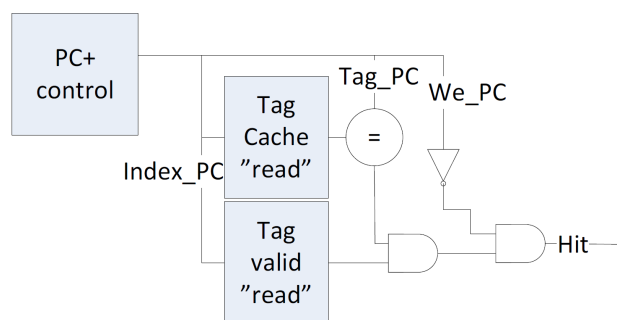 PC+
control
Tag_PC
We_PC
Tag
Cache
”read”
=
Index_PC
Tag
valid
”read”
Hit